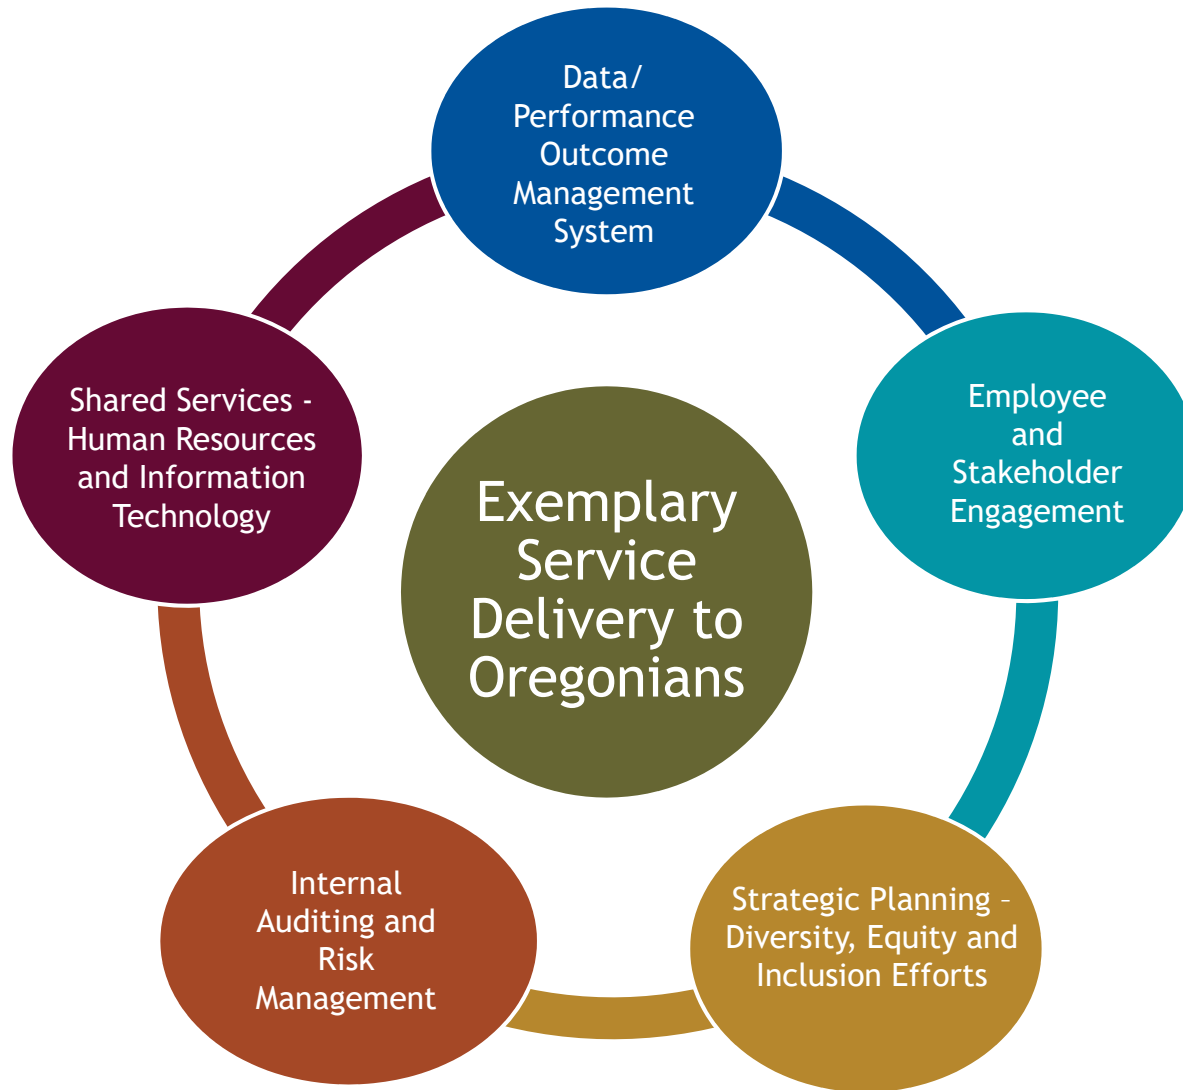 Data/
Performance
Outcome
Management
System
Employee
and
Stakeholder
Engagement
Strategic Planning –
Diversity, Equity and
Inclusion Efforts
Internal
Auditing and
Risk
Management
Shared Services -
Human Resources
and Information
Technology
Exemplary
Service
Delivery to
Oregonians